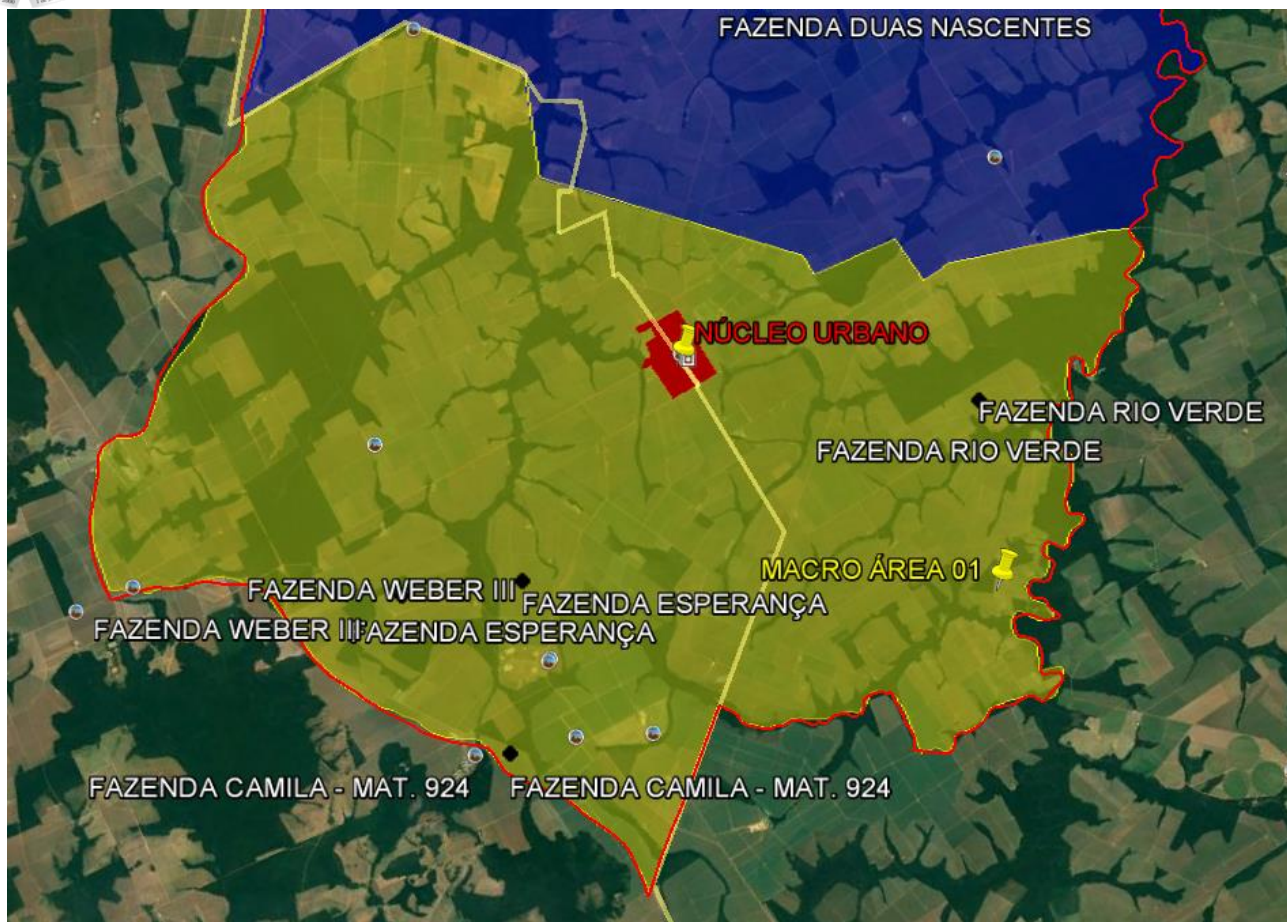 FAZENDA DUAS NASCENTES
NÚCLEO URBANO
FAZENDA RIO VERDE
FAZENDA RIO VERDE
MACRO ÁREA 01
FAZENDA WEBER III
FAZENDA ESPERANÇA
FAZENDA WEBER III
FAZENDA ESPERANÇA
FAZENDA CAMILA - MAT. 924
FAZENDA CAMILA - MAT. 924